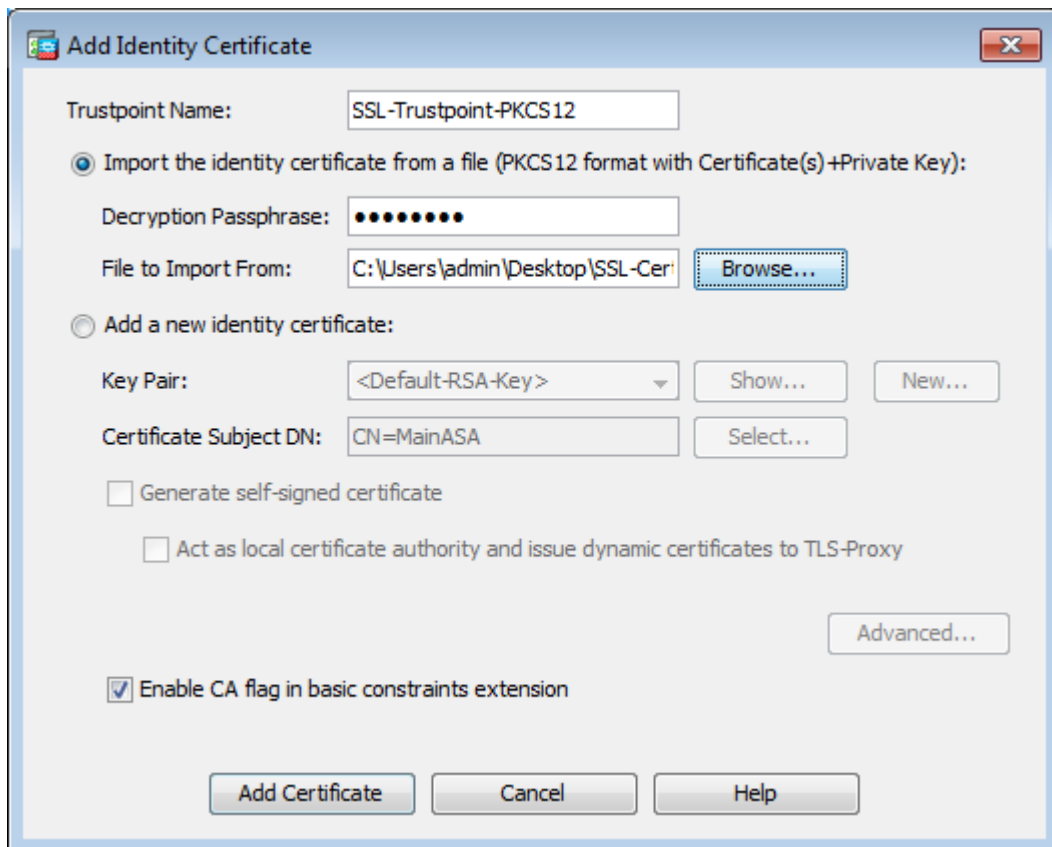 Add Identity Certificate
Trustpoint Name: SSL-Trustpoint-PKCS12
Import the identity certificate from a file (PKCS12 format with Certificate(s)+Private Key):
Decryption Passphrase: ●●●●●●●●
File to Import From: C:\Users\admin\Desktop\SSL-Cert Browse...
Add a new identity certificate:
Key Pair: <Default-RSA-Key> Show... New...
Certificate Subject DN: CN=MainASA Select...
Generate self-signed certificate
Act as local certificate authority and issue dynamic certificates to TLS-Proxy
Advanced...
Enable CA flag in basic constraints extension
Add Certificate Cancel Help